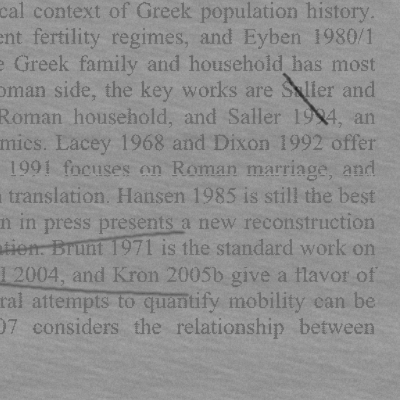 cal context of Greek population history.
ent fertility regimes, and Eyben 1980/1
e Greek family and household has most
oman side, the key works are Saller and
Roman household, and Saller 1994, an
mics. Lacey 1968 and Dixon 1992 offer
1991 focuses on Roman marriage, and
translation. Hansen 1985 is still the best
n in press presents a new reconstruction
ation. Brunt 1971 is the standard work on
l 2004, and Kron 2005b give a flavor of
ral attempts to quantify mobility can be
07 considers the relationship between